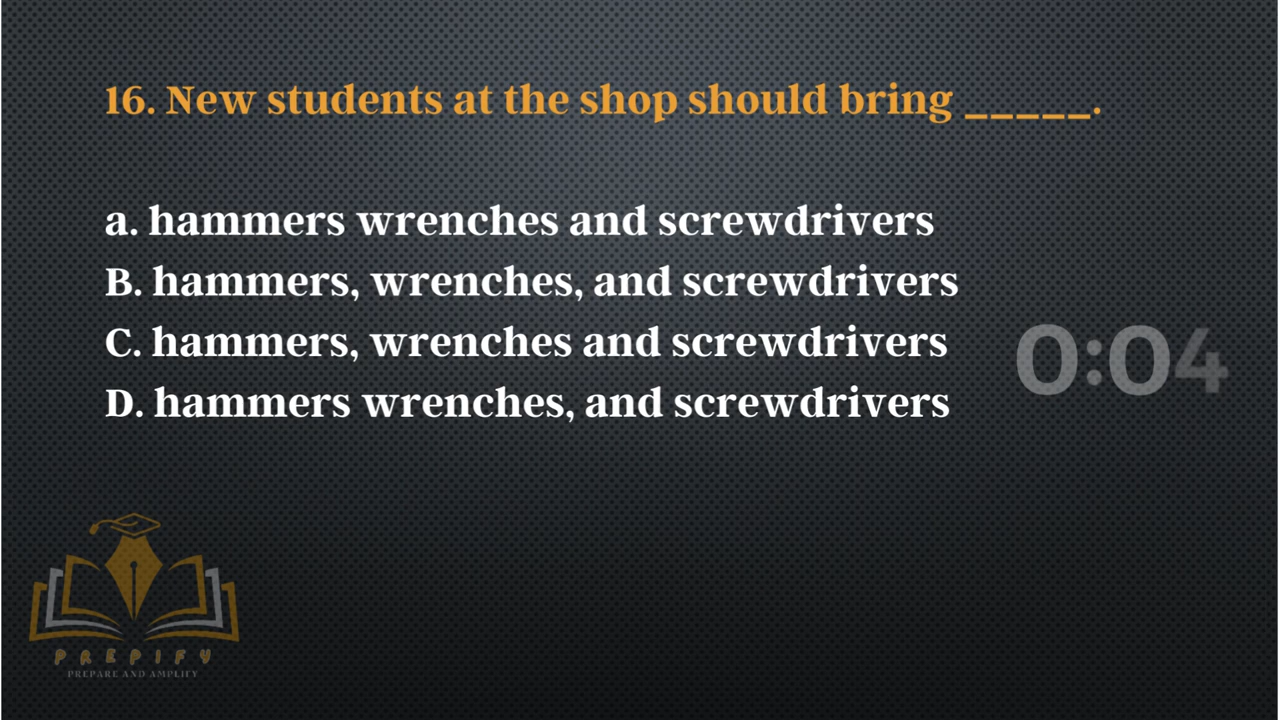 16. New students at the shop should bring _____.
a. hammers wrenches and screwdrivers
B. hammers, wrenches, and screwdrivers
C. hammers, wrenches and screwdrivers
D. hammers wrenches, and screwdrivers
0:04
PREPIFY
PREPARE AND AMPLIFY